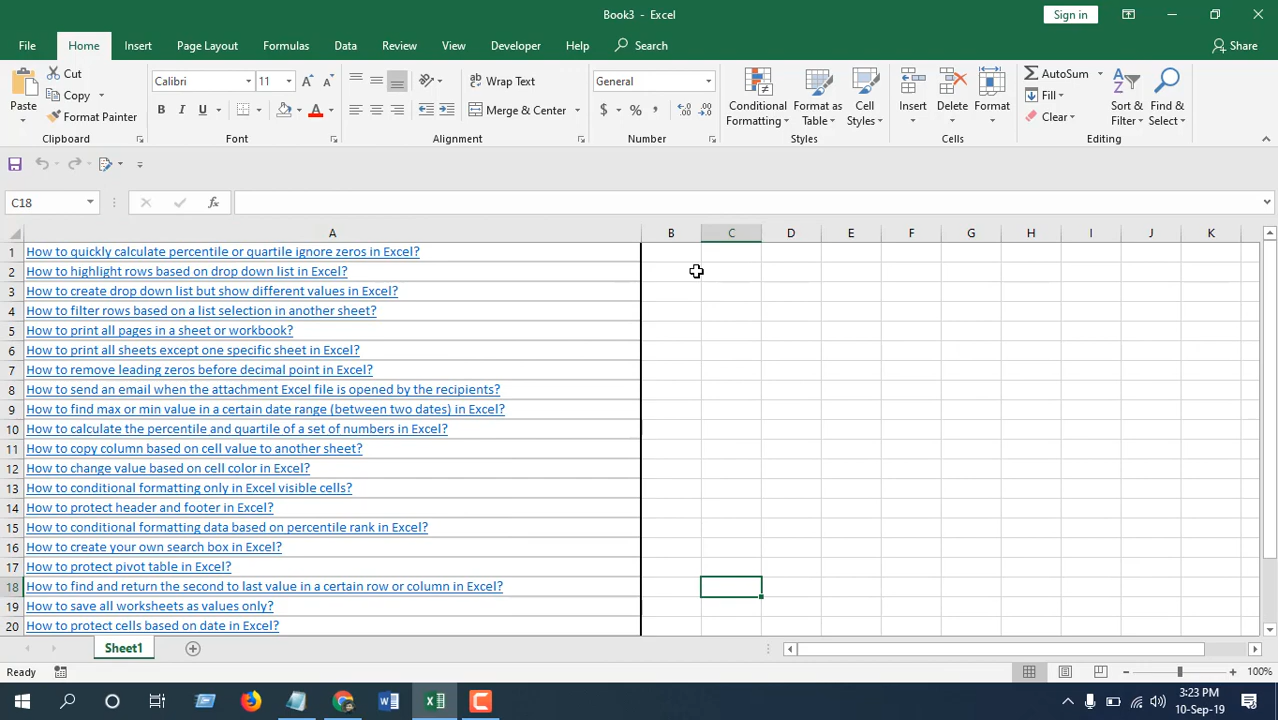 Book3 - Excel
Sign in
File Home Insert Page Layout Formulas Data Review View Developer Help Search Share
Paste
Cut
Copy
Format Painter
Clipboard
Calibri 11
B I U
Font
Wrap Text
Merge & Center
Alignment
General
$ % ,
Number
Conditional Formatting
Format as Table
Cell Styles
Styles
Insert Delete Format
Cells
AutoSum
Fill
Clear
Sort & Filter
Find & Select
Editing
C18 fx
A B C D E F G H I J K
1 How to quickly calculate percentile or quartile ignore zeros in Excel?
2 How to highlight rows based on drop down list in Excel?
3 How to create drop down list but show different values in Excel?
4 How to filter rows based on a list selection in another sheet?
5 How to print all pages in a sheet or workbook?
6 How to print all sheets except one specific sheet in Excel?
7 How to remove leading zeros before decimal point in Excel?
8 How to send an email when the attachment Excel file is opened by the recipients?
9 How to find max or min value in a certain date range (between two dates) in Excel?
10 How to calculate the percentile and quartile of a set of numbers in Excel?
11 How to copy column based on cell value to another sheet?
12 How to change value based on cell color in Excel?
13 How to conditional formatting only in Excel visible cells?
14 How to protect header and footer in Excel?
15 How to conditional formatting data based on percentile rank in Excel?
16 How to create your own search box in Excel?
17 How to protect pivot table in Excel?
18 How to find and return the second to last value in a certain row or column in Excel?
19 How to save all worksheets as values only?
20 How to protect cells based on date in Excel?
Sheet1
Ready
100%
3:23 PM
10-Sep-19